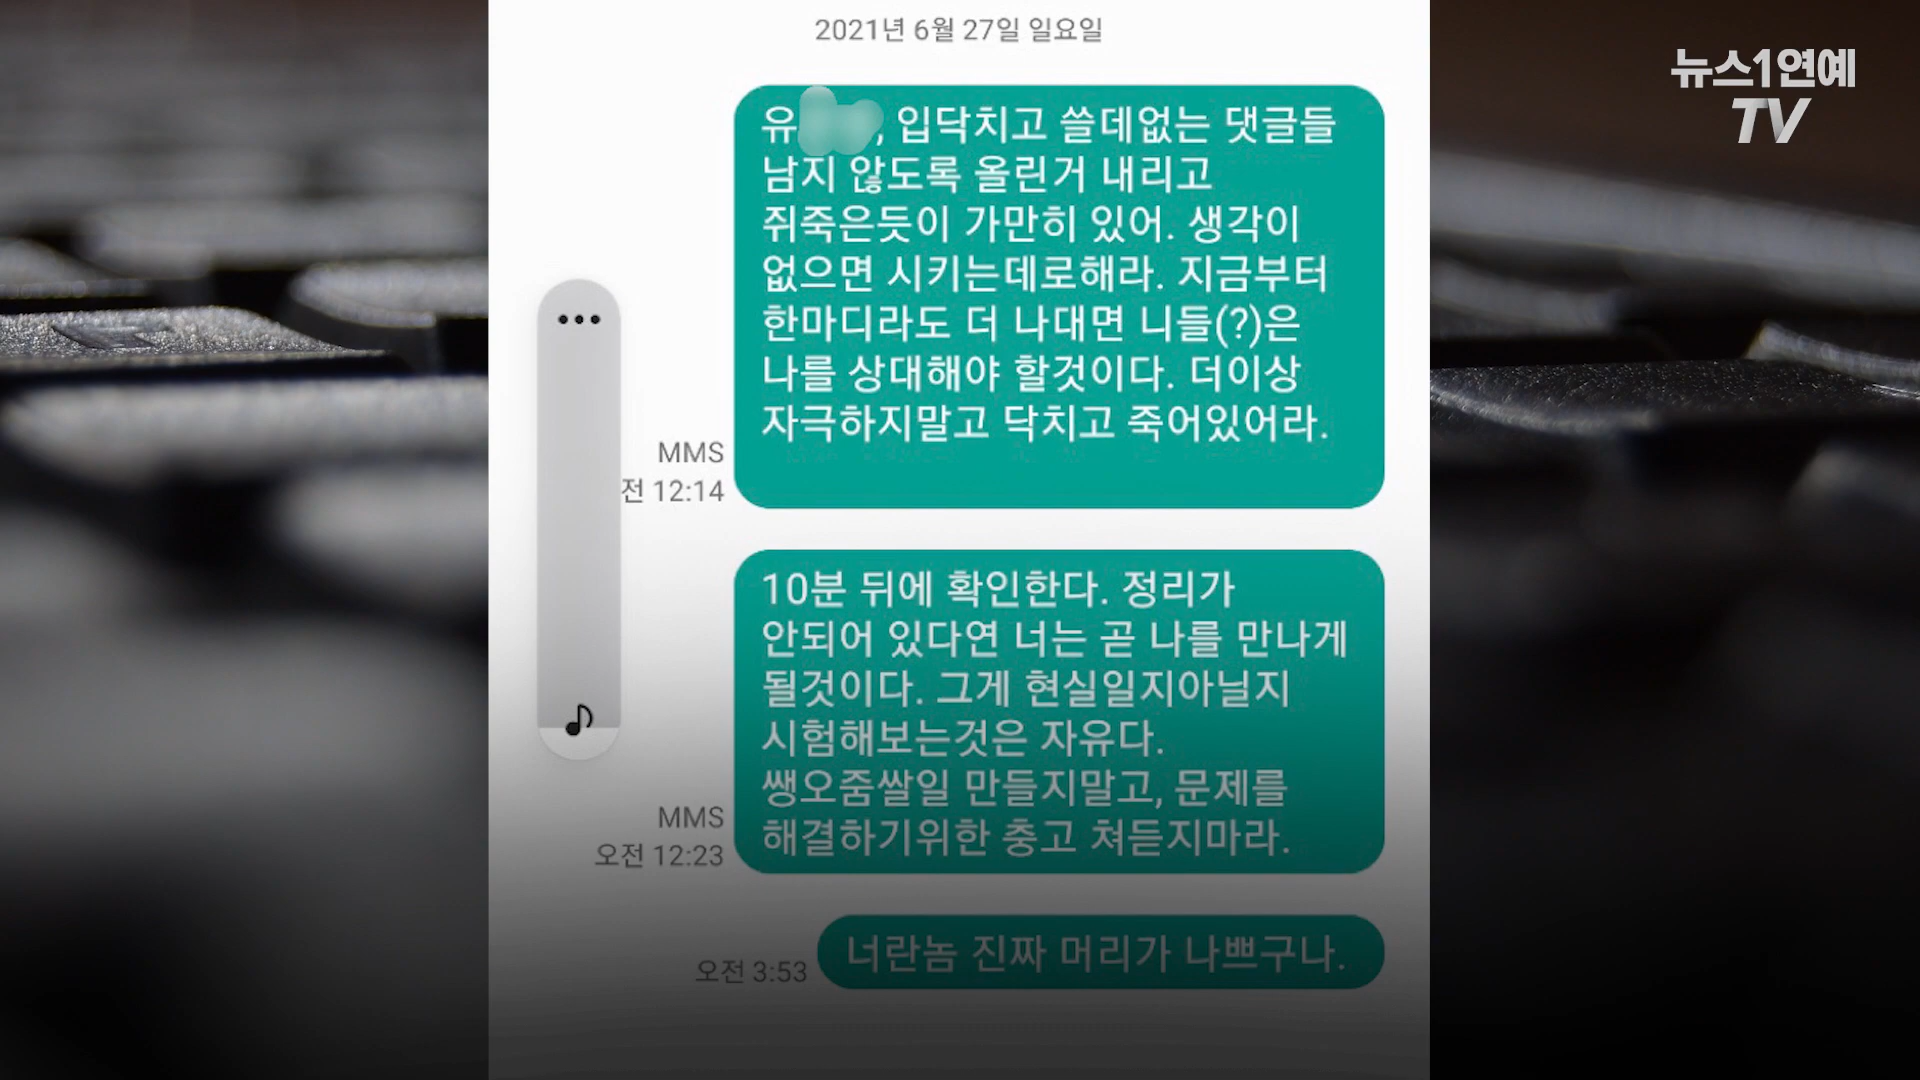 2021년 6월 27일 일요일
뉴스1연예
TV
유, 입닥치고 쓸데없는 댓글들
남지 않도록 올린거 내리고
쥐죽은듯이 가만히 있어. 생각이
없으면 시키는데로해라. 지금부터
한마디라도 더 나대면 니들(?)은
나를 상대해야 할것이다. 더이상
자극하지말고 닥치고 죽어있어라.
MMS
전 12:14
10분 뒤에 확인한다. 정리가
안되어 있다연 너는 곧 나를 만나게
될것이다. 그게 현실일지아닐지
시험해보는것은 자유다.
쌩오줌쌀일 만들지말고, 문제를
해결하기위한 충고 쳐듣지마라.
MMS
오전 12:23
너란놈 진짜 머리가 나쁘구나.
오전 3:53